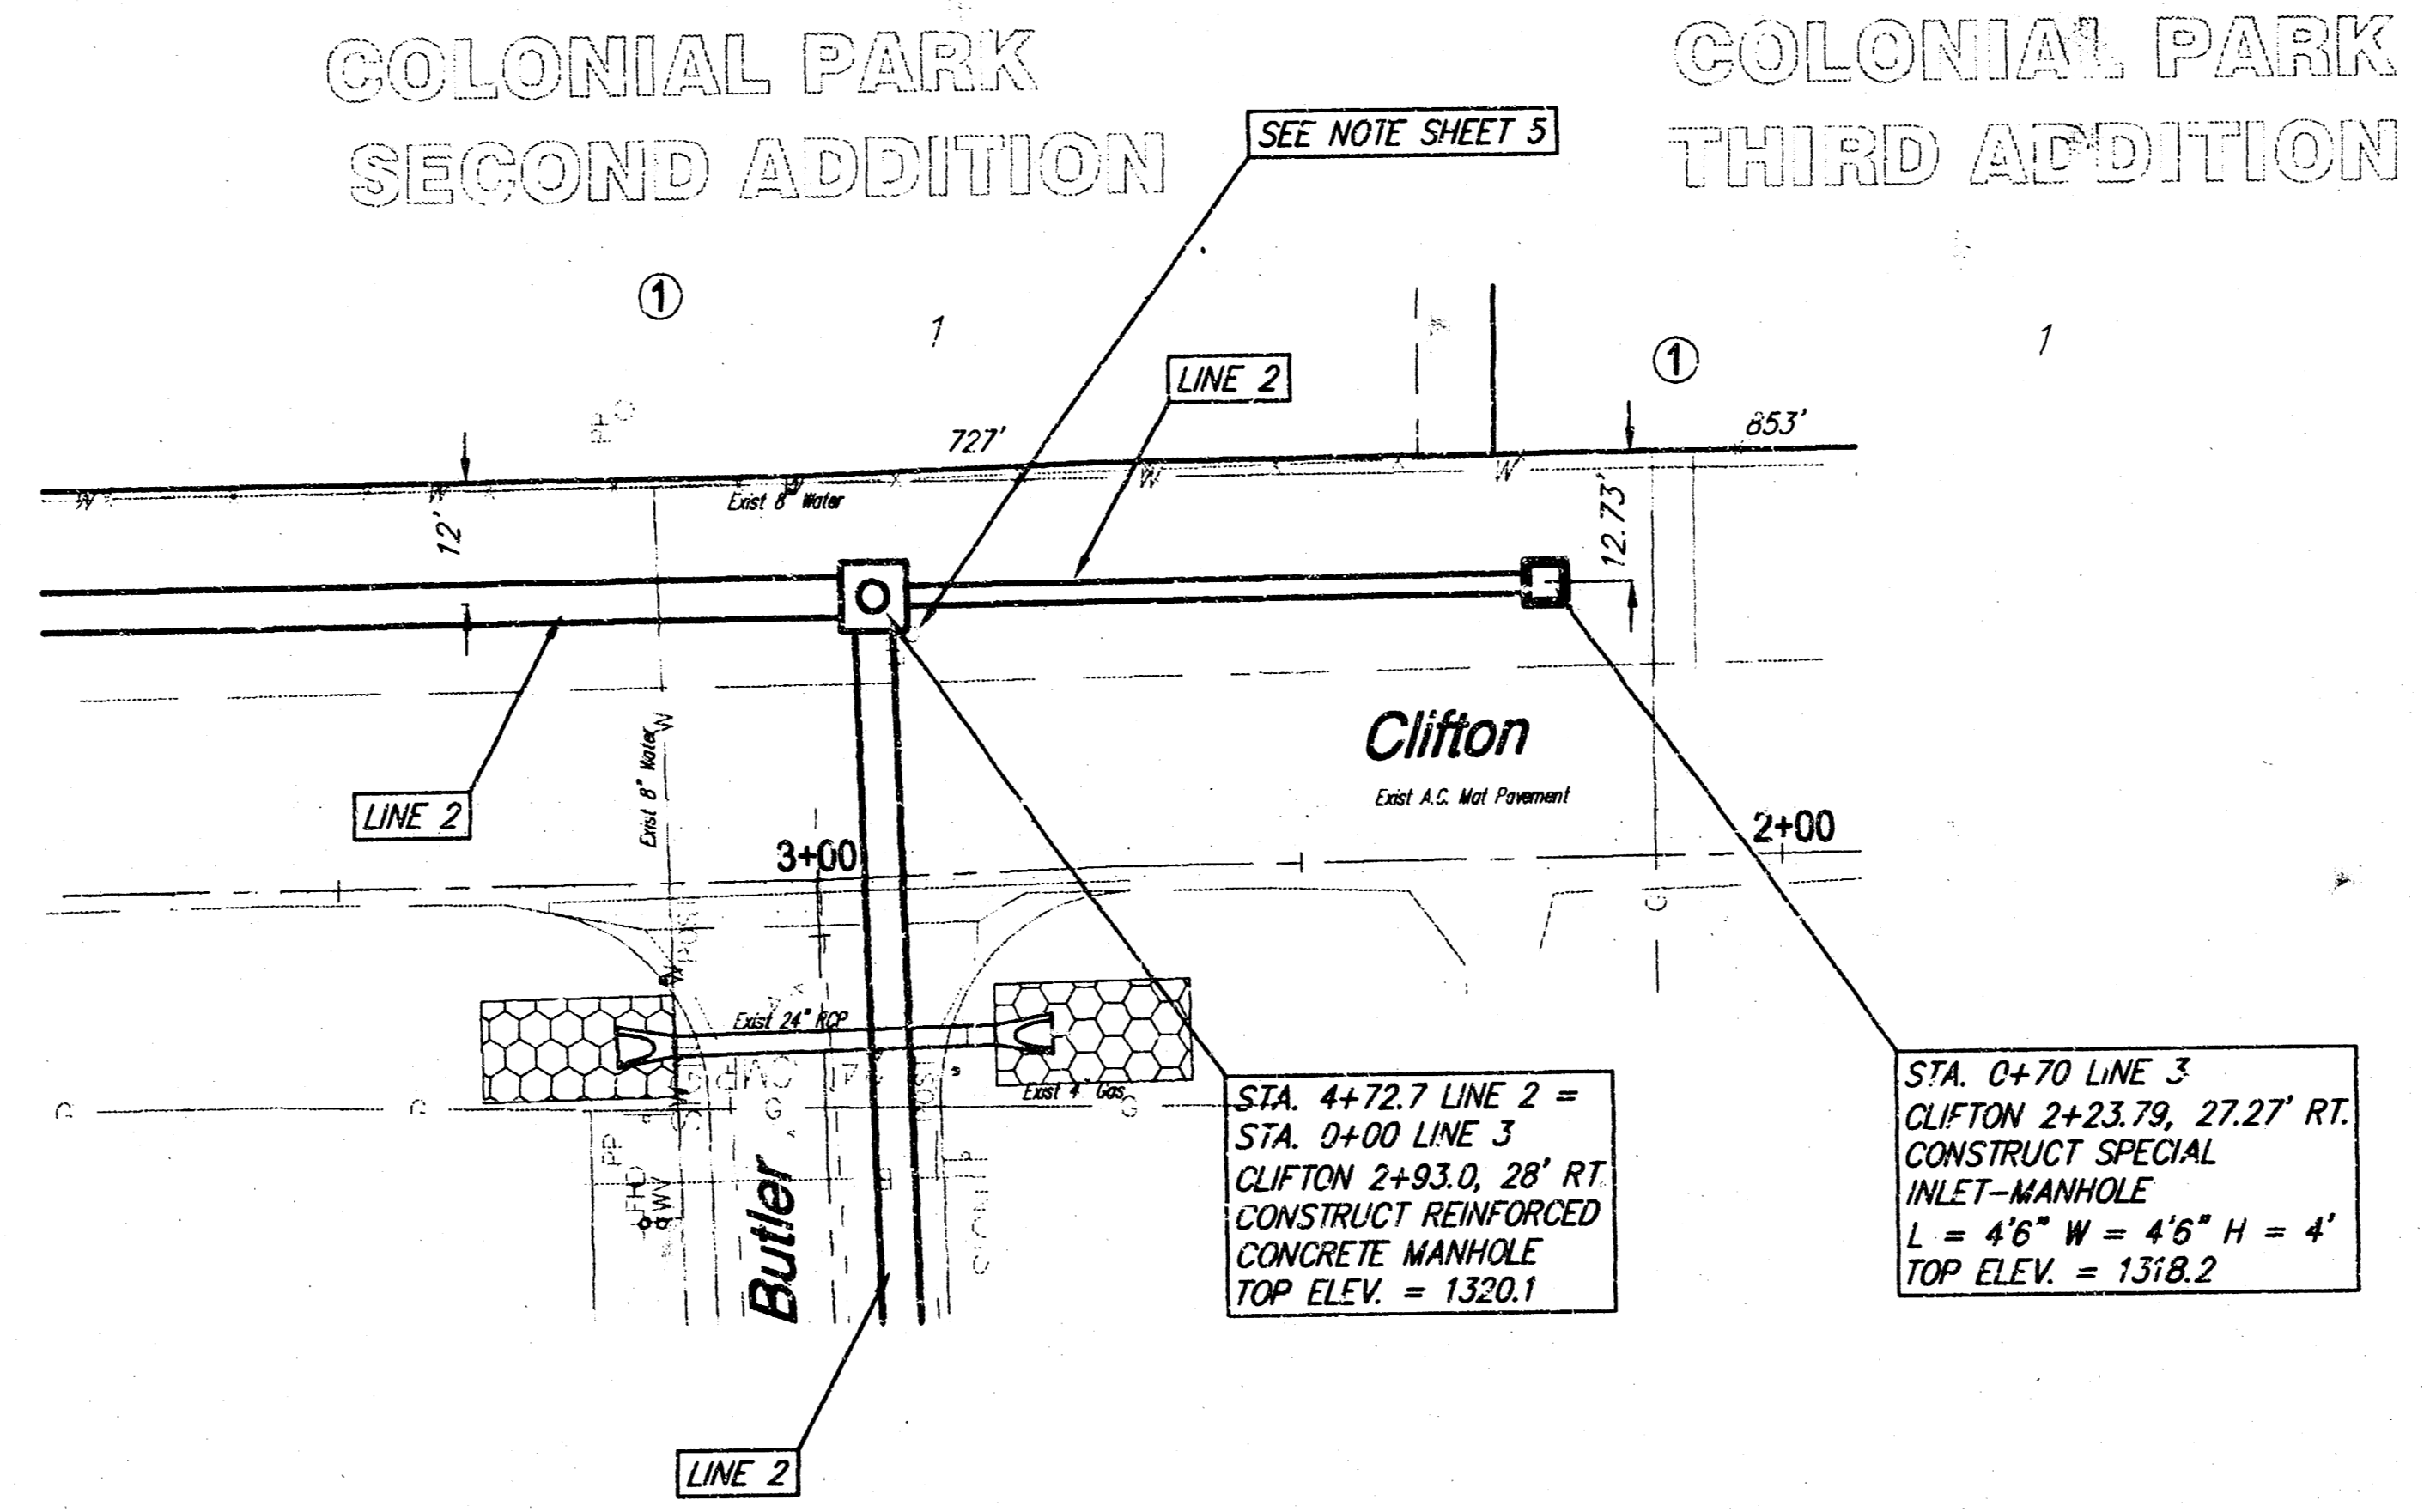 COLONIAL PARK
SECOND ADDITION
COLONIAL PARK
THIRD ADDITION
SEE NOTE SHEET 5
1
1
1
1
LINE 2
727'
853'
W
W
W
W
Exist 8" Water
12'
12.73'
Clifton
Exist A.C. Mat Pavement
LINE 2
Exist 8" Water
W
3+00
2+00
G
Exist 24" RCP
Exist 4" Gas
G
G
G
G
PP
FHO
WV
Butler
STA. 4+72.7 LINE 2 =
STA. 0+00 LINE 3
CLIFTON 2+93.0, 28' RT.
CONSTRUCT REINFORCED
CONCRETE MANHOLE
TOP ELEV. = 1320.1
STA. 0+70 LINE 3
CLIFTON 2+23.79, 27.27' RT.
CONSTRUCT SPECIAL
INLET-MANHOLE
L = 4'6" W = 4'6" H = 4'
TOP ELEV. = 1318.2
LINE 2